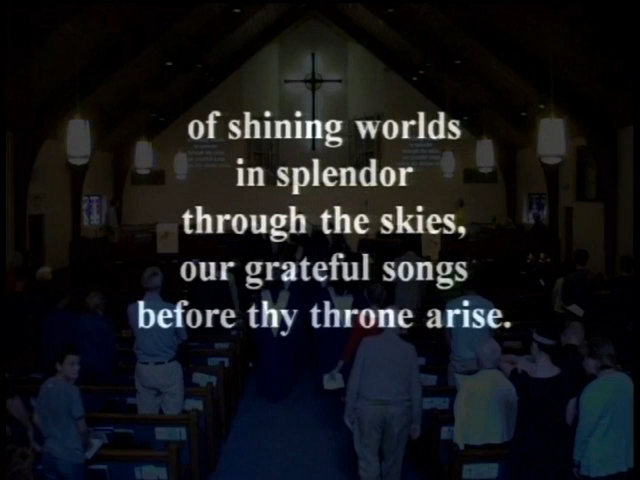 of shining worlds
in splendor
through the skies,
our grateful songs
before thy throne arise.